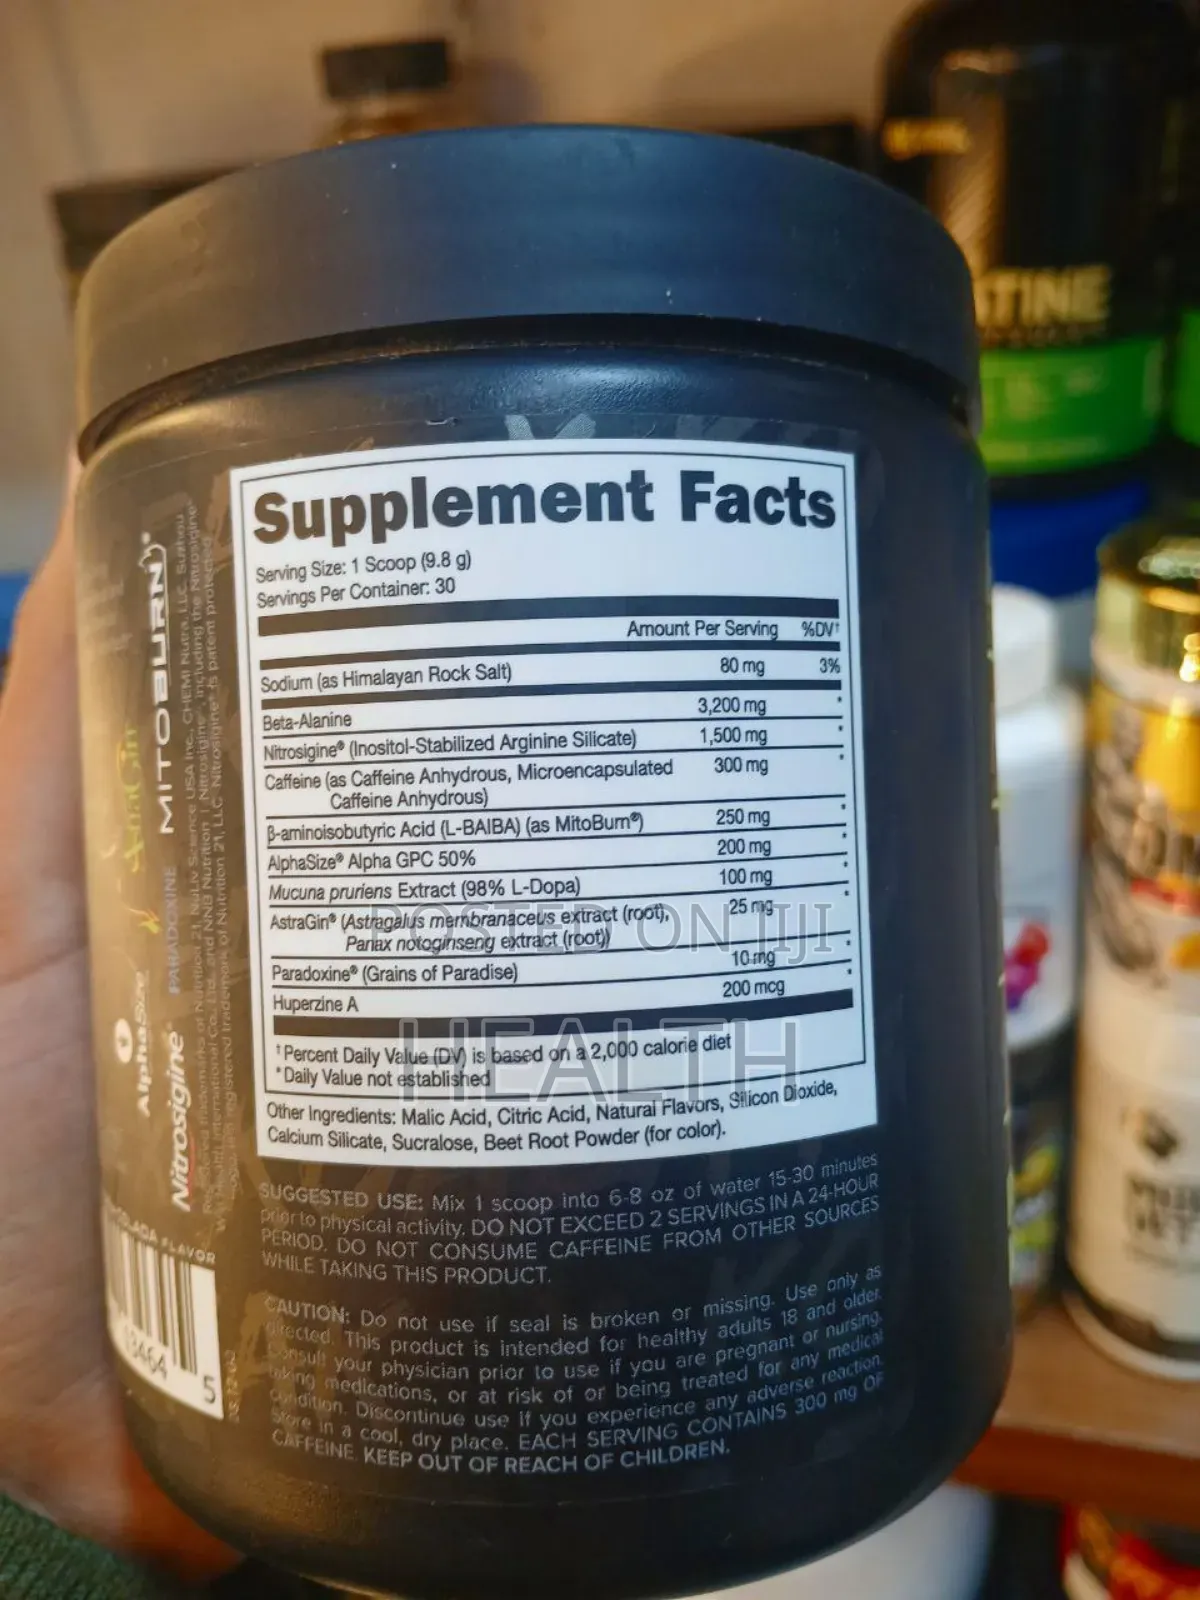 Supplement Facts
Serving Size: 1 Scoop (9.8 g)
Servings Per Container: 30
Amount Per Serving %DV†
Sodium (as Himalayan Rock Salt) 80 mg 3%
Beta-Alanine 3,200 mg *
Nitrosigine® (Inositol-Stabilized Arginine Silicate) 1,500 mg *
Caffeine (as Caffeine Anhydrous, Microencapsulated 300 mg *
Caffeine Anhydrous)
β-aminoisobutyric Acid (L-BAIBA) (as MitoBurn®) 250 mg *
AlphaSize® Alpha GPC 50% 200 mg *
Mucuna pruriens Extract (98% L-Dopa) 100 mg *
AstraGin® (Astragalus membranaceus extract (root), 25 mg *
Panax notoginseng extract (root))
Paradoxine® (Grains of Paradise) 10 mg *
Huperzine A 200 mcg *
†Percent Daily Value (DV) is based on a 2,000 calorie diet
*Daily Value not established
Other Ingredients: Malic Acid, Citric Acid, Natural Flavors, Silicon Dioxide,
Calcium Silicate, Sucralose, Beet Root Powder (for color).
SUGGESTED USE: Mix 1 scoop into 6-8 oz of water 15-30 minutes
prior to physical activity. DO NOT EXCEED 2 SERVINGS IN A 24-HOUR
PERIOD. DO NOT CONSUME CAFFEINE FROM OTHER SOURCES
WHILE TAKING THIS PRODUCT.
CAUTION: Do not use if seal is broken or missing. Use only as
directed. This product is intended for healthy adults 18 and older.
Consult your physician prior to use if you are pregnant or nursing,
taking medications, or at risk of or being treated for any medical
condition. Discontinue use if you experience any adverse reaction.
Store in a cool, dry place. EACH SERVING CONTAINS 300 mg OF
CAFFEINE. KEEP OUT OF REACH OF CHILDREN.
AstraGin
MITOBURN®
AlphaSize
PARADOXINE
Nitrosigine®
FLAVOR
13464 5
TINE
POSTED ON JIJI
HEALTH